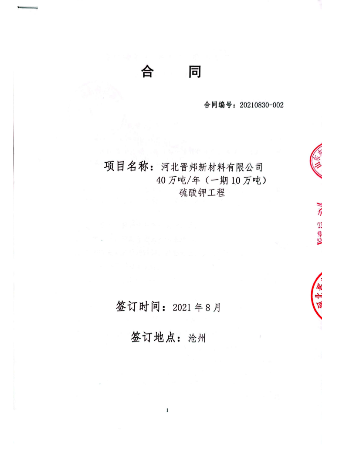 合 同
合同编号：20210830-002
项目名称：河北晋邦新材料有限公司
40万吨/年（一期10万吨）
硫酸钾工程
签订时间：2021年8月
签订地点：沧州
1